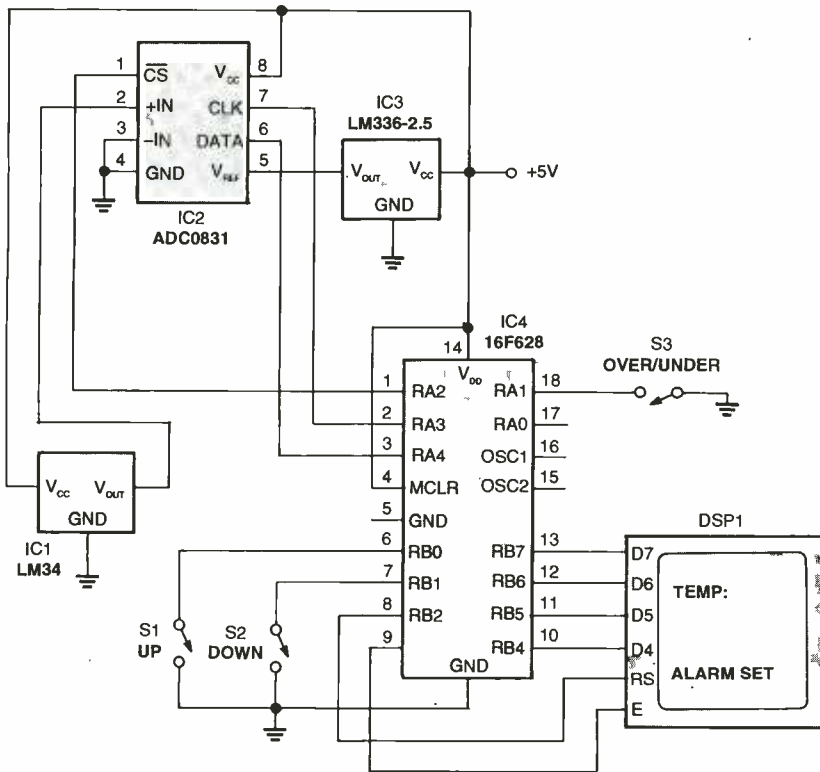 1 CS VCC 8
2 +IN CLK 7
3 -IN DATA 6
4 GND VREF 5
IC2
ADC0831
IC3
LM336-2.5
VOUT VCC
GND
+5V
IC4
16F628
14
VDD
1 RA2 RA1 18
2 RA3 RA0 17
3 RA4 OSC1 16
4 MCLR OSC2 15
5 GND
6 RB0 RB7 13
7 RB1 RB6 12
8 RB2 RB5 11
9 RB4 10
GND
S3
OVER/UNDER
VCC VOUT
GND
IC1
LM34
S1
UP
S2
DOWN
DSP1
D7
D6
D5
D4
RS
E
TEMP:
ALARM SET